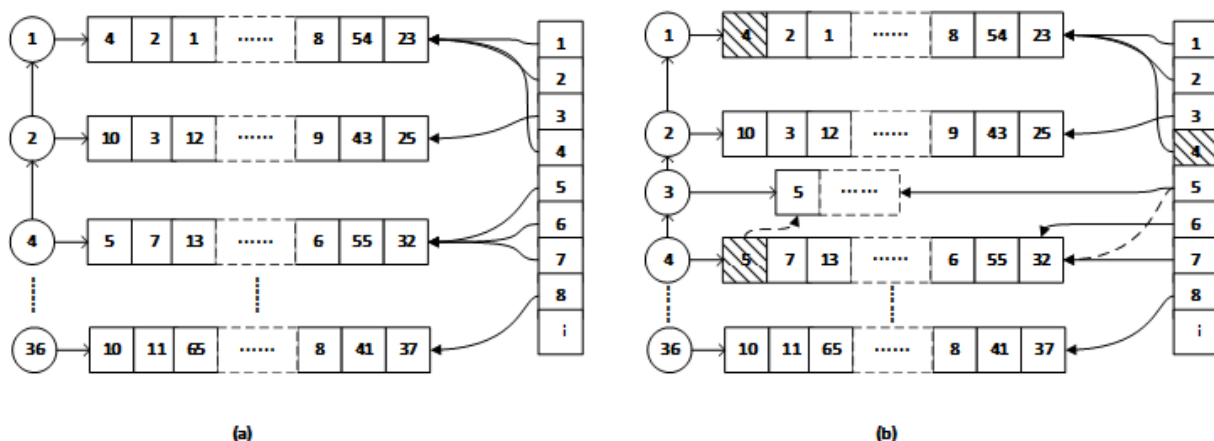 1 4 2 1 ...... 8 54 23
2 10 3 12 ...... 9 43 25
4 5 7 13 ...... 6 55 32
36 10 11 65 ...... 8 41 37
1
2
3
4
5
6
7
8
i
(a)
1 4 2 1 ...... 8 54 23
2 10 3 12 ...... 9 43 25
3 5 ......
4 5 7 13 ...... 6 55 32
36 10 11 65 ...... 8 41 37
1
2
3
4
5
6
7
8
i
(b)